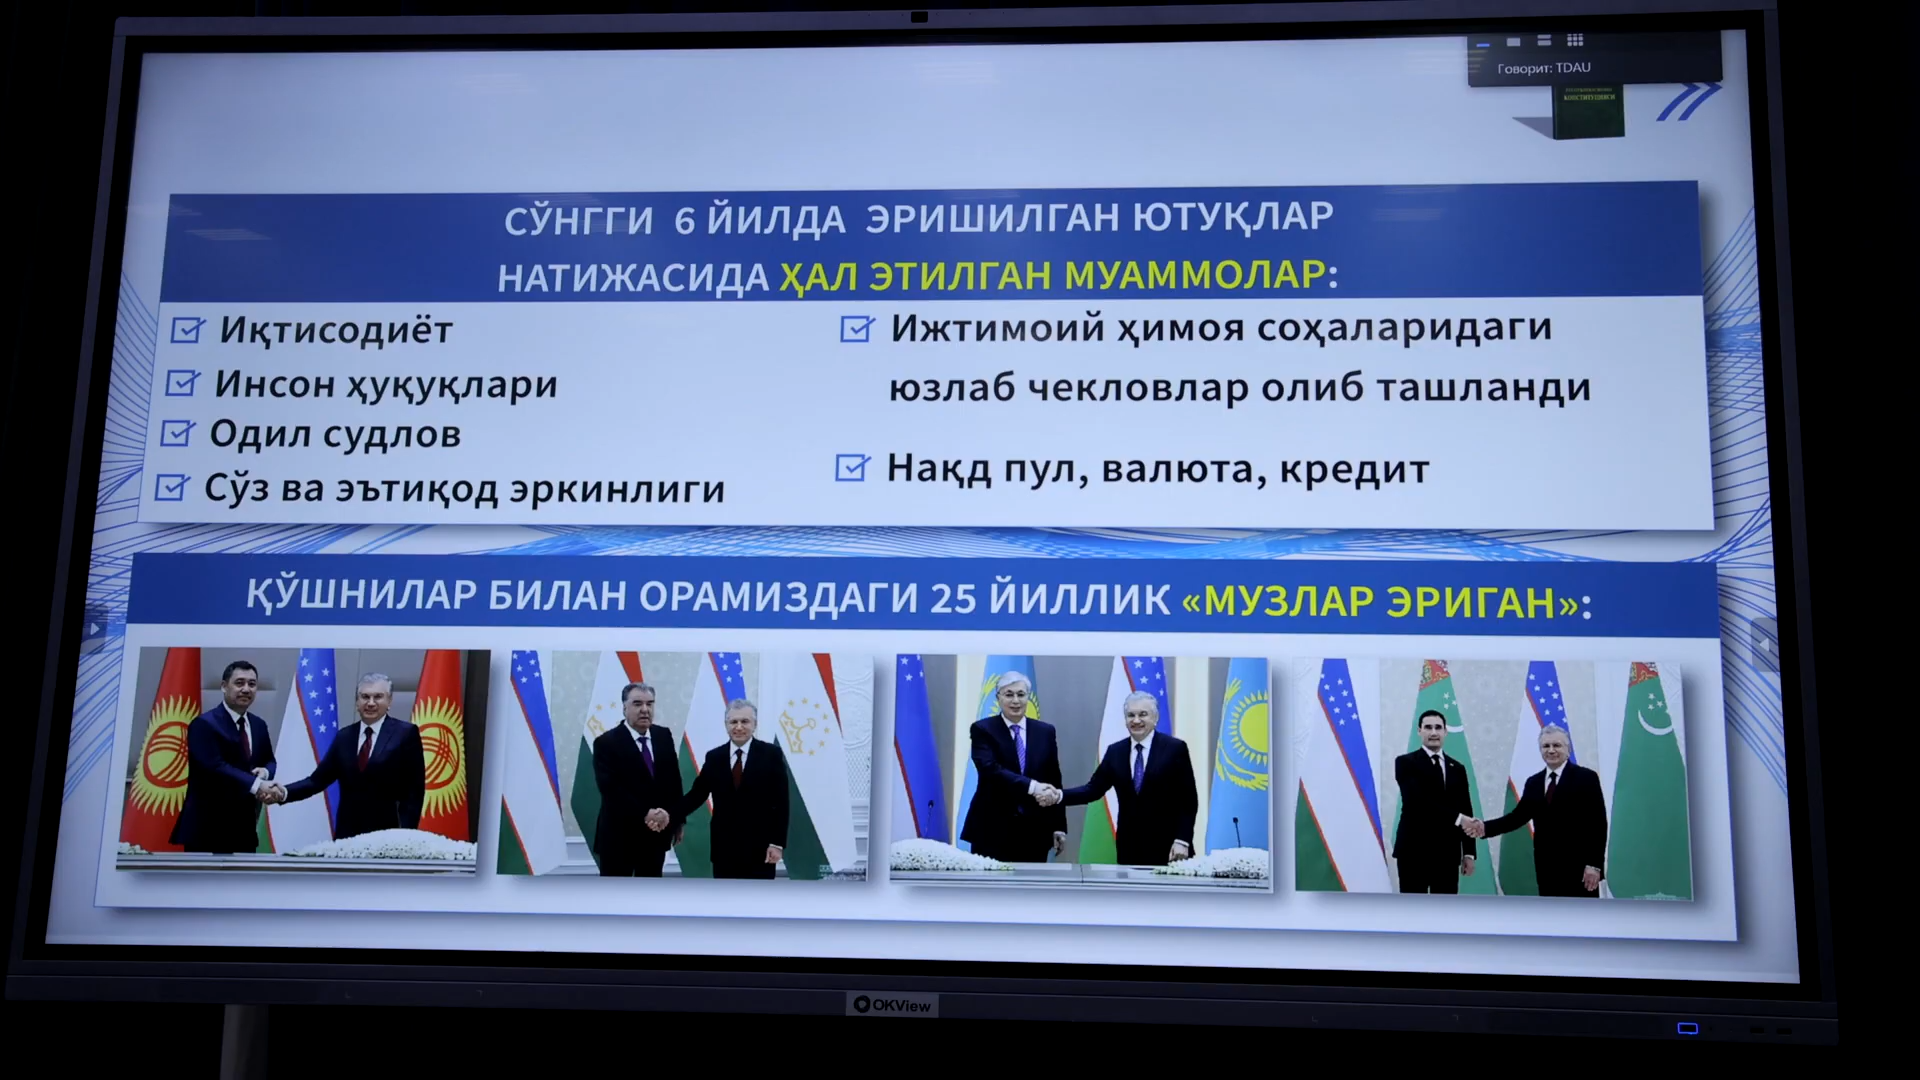 Говорит: TDAU
КОНСТИТУЦИЯСИ
СЎНГГИ 6 ЙИЛДА ЭРИШИЛГАН ЮТУҚЛАР
НАТИЖАСИДА ҲАЛ ЭТИЛГАН МУАММОЛАР:
Иқтисодиёт
Инсон ҳуқуқлари
Одил судлов
Сўз ва эътиқод эркинлиги
Ижтимоий ҳимоя соҳаларидаги
юзлаб чекловлар олиб ташланди
Нақд пул, валюта, кредит
ҚЎШНИЛАР БИЛАН ОРАМИЗДАГИ 25 ЙИЛЛИК «МУЗЛАР ЭРИГАН»:
OKView